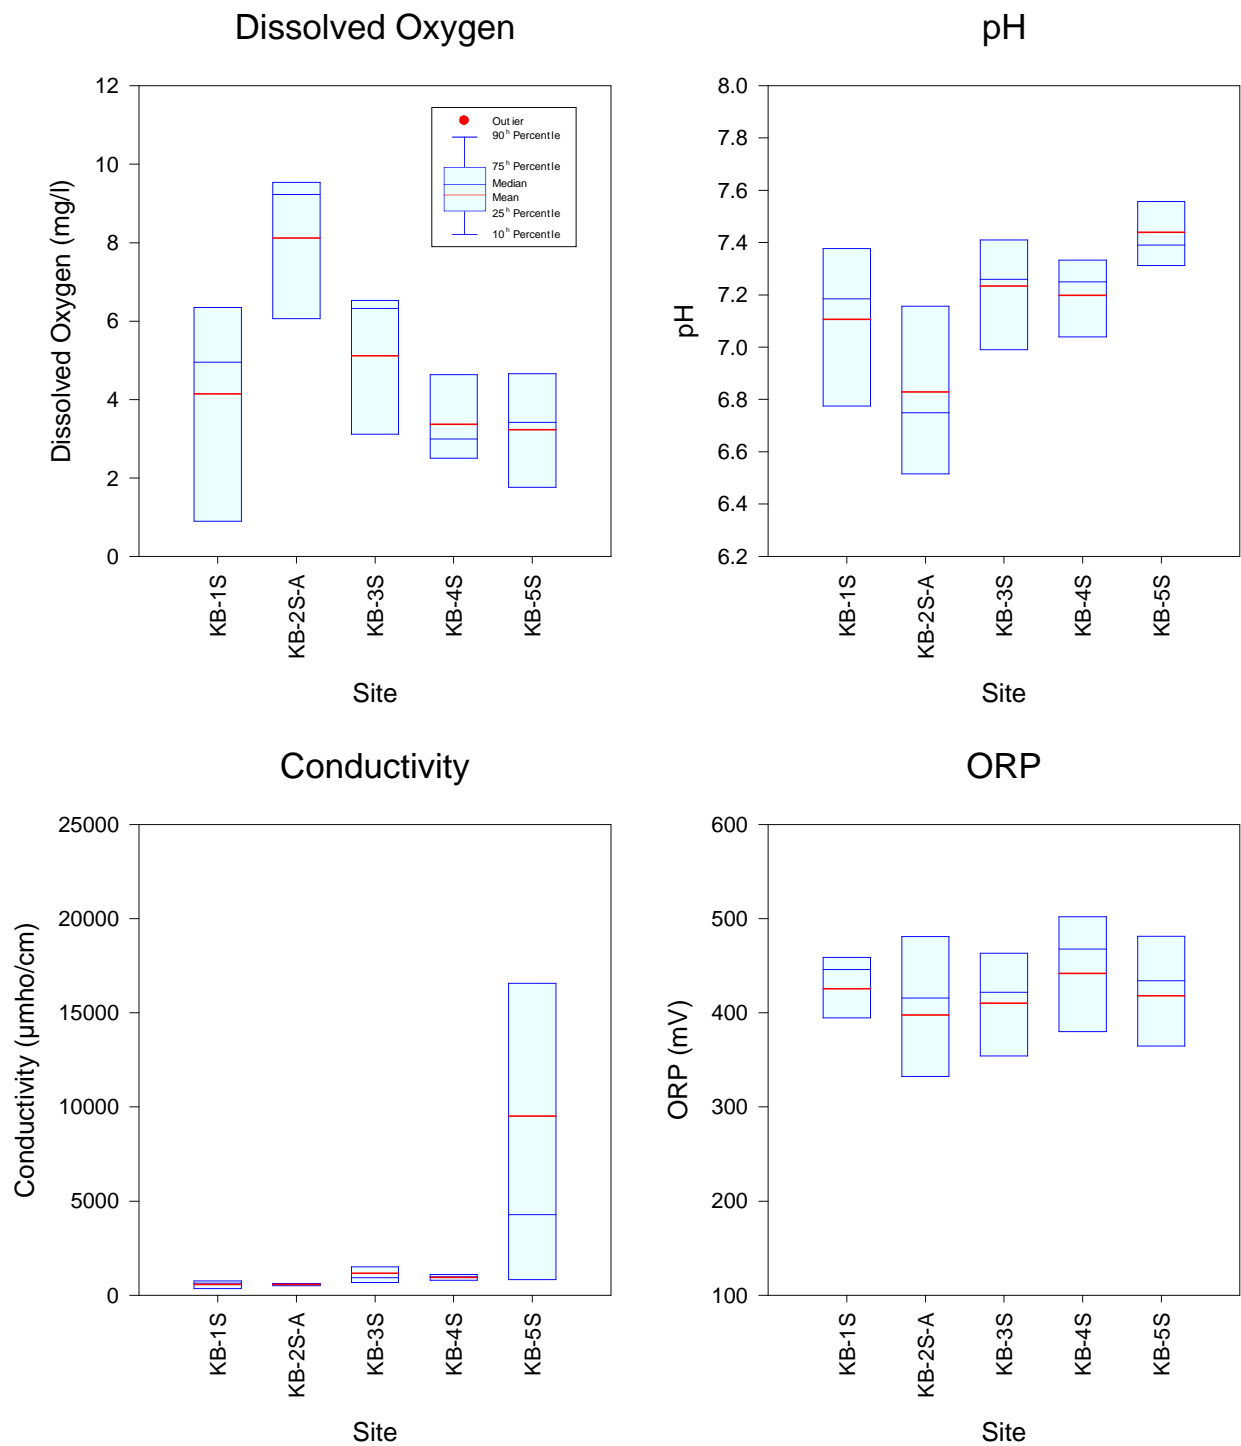 Dissolved Oxygen
pH
12
10
8
6
4
2
0
Dissolved Oxygen (mg/l)
Outier
90ʰ Percentile
75ʰ Percentile
Median
Mean
25ʰ Percentile
10ʰ Percentile
KB-1S
KB-2S-A
KB-3S
KB-4S
KB-5S
Site
8.0
7.8
7.6
7.4
7.2
7.0
6.8
6.6
6.4
6.2
pH
KB-1S
KB-2S-A
KB-3S
KB-4S
KB-5S
Site
Conductivity
ORP
25000
20000
15000
10000
5000
0
Conductivity (µmho/cm)
KB-1S
KB-2S-A
KB-3S
KB-4S
KB-5S
Site
600
500
400
300
200
100
ORP (mV)
KB-1S
KB-2S-A
KB-3S
KB-4S
KB-5S
Site